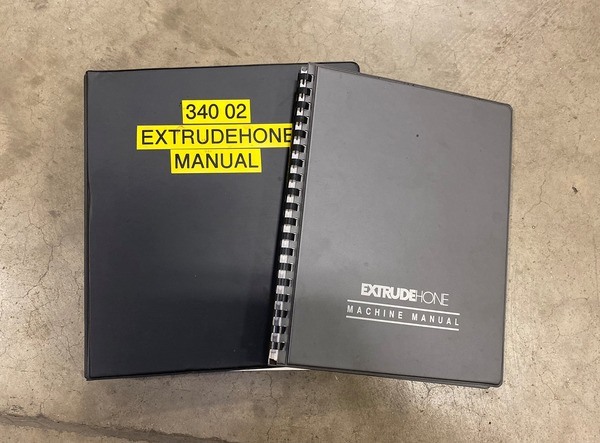 340 02
EXTRUDEHONE
MANUAL
EXTRUDEHONE
MACHINE MANUAL